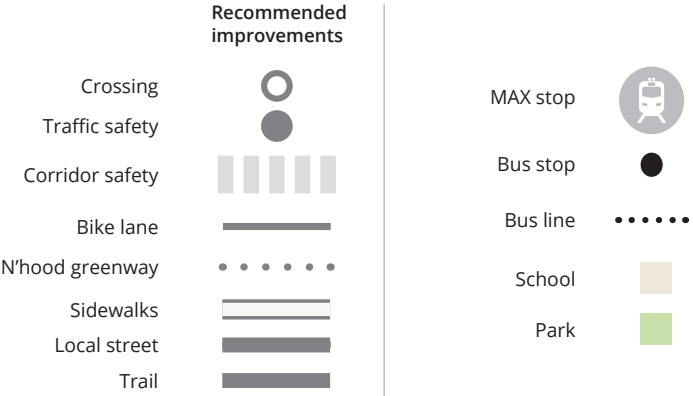 Recommended
improvements
Crossing
Traffic safety
Corridor safety
Bike lane
N’hood greenway
Sidewalks
Local street
Trail
MAX stop
Bus stop
Bus line
School
Park